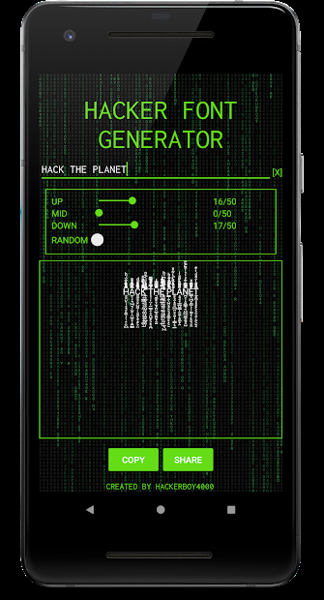 HACKER FONT
GENERATOR
HACK THE PLANET
[X]
UP 16/50
MID 0/50
DOWN 17/50
RANDOM
HACK THE PLANET
COPY SHARE
CREATED BY HACKERBOY4000